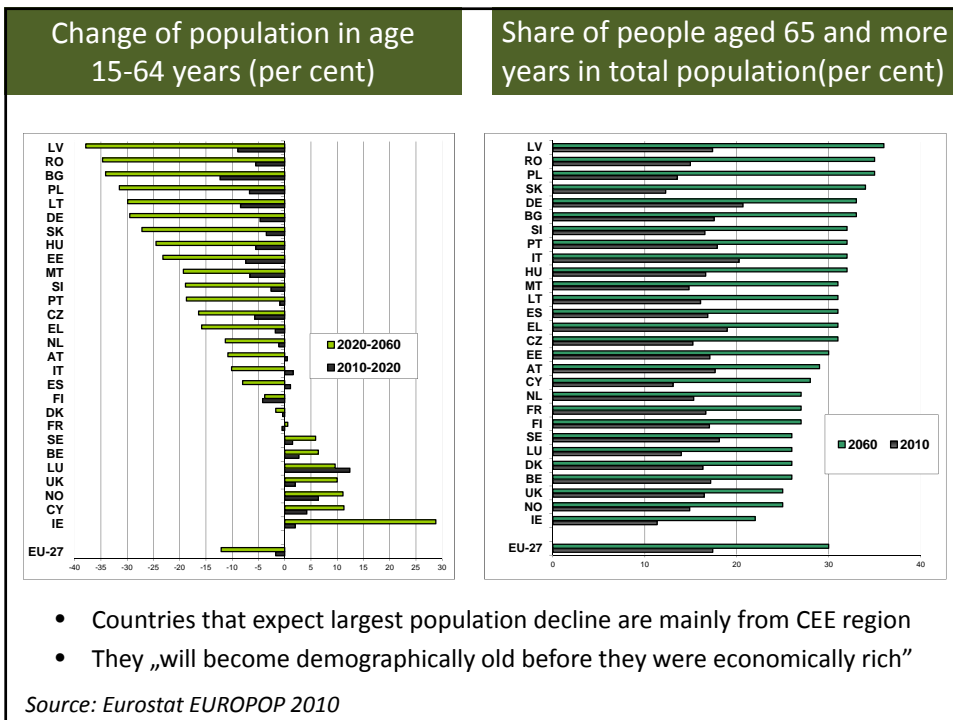 Change of population in age
15-64 years (per cent)
Share of people aged 65 and more
years in total population(per cent)
LV
RO
BG
PL
LT
DE
SK
HU
EE
MT
SI
PT
CZ
EL
NL
AT
IT
ES
FI
DK
FR
SE
BE
LU
UK
NO
CY
IE
EU-27
2020-2060
2010-2020
-40 -35 -30 -25 -20 -15 -10 -5 0 5 10 15 20 25 30
LV
RO
PL
SK
DE
BG
SI
PT
IT
HU
MT
LT
ES
EL
CZ
EE
AT
CY
NL
FR
FI
SE
LU
DK
BE
UK
NO
IE
EU-27
2060 2010
0 10 20 30 40
• Countries that expect largest population decline are mainly from CEE region
• They „will become demographically old before they were economically rich”
Source: Eurostat EUROPOP 2010